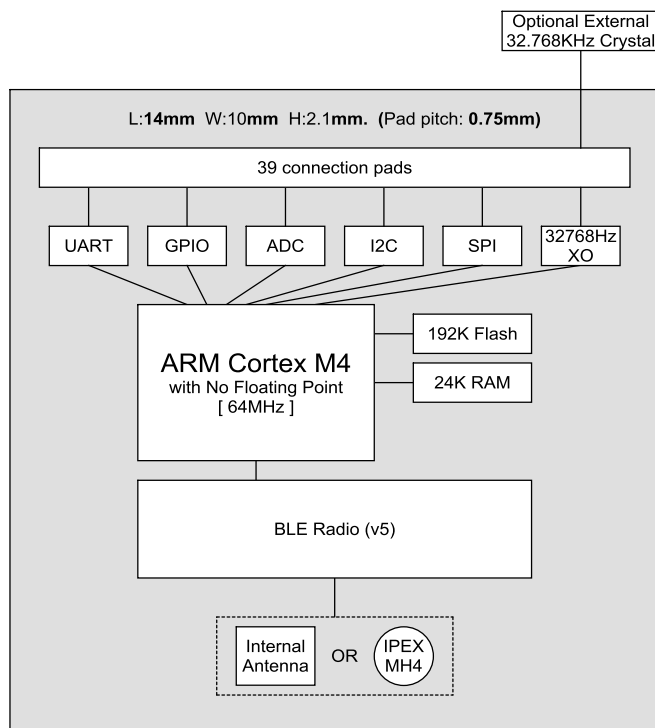 Optional External
32.768KHz Crystal
L:14mm W:10mm H:2.1mm. (Pad pitch: 0.75mm)
39 connection pads
UART
GPIO
ADC
I2C
SPI
32768Hz
XO
ARM Cortex M4
with No Floating Point
[ 64MHz ]
192K Flash
24K RAM
BLE Radio (v5)
Internal
Antenna
OR
IPEX
MH4